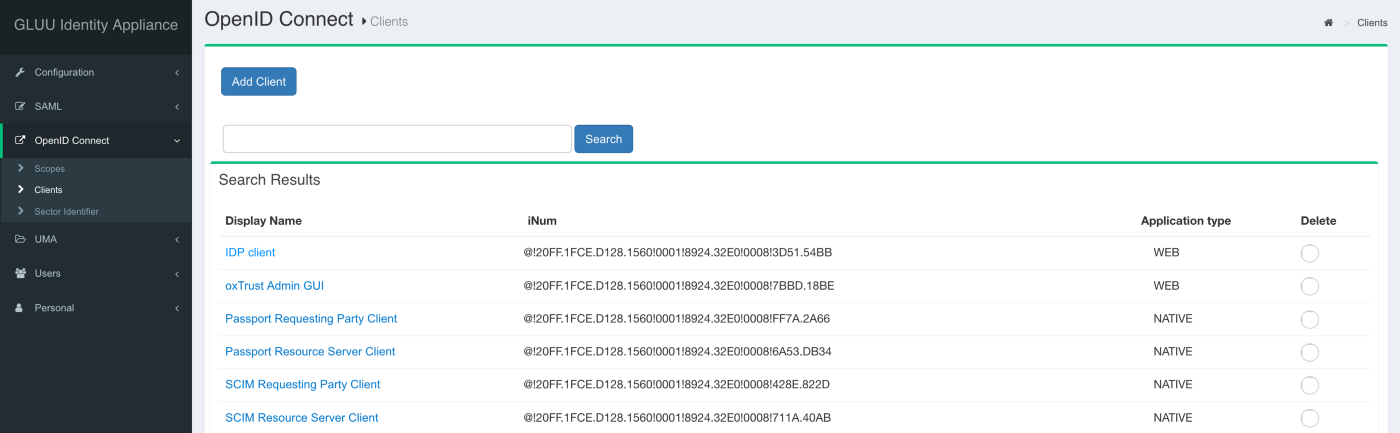 GLUU Identity Appliance
Configuration
SAML
OpenID Connect
Scopes
Clients
Sector Identifier
UMA
Users
Personal
OpenID Connect Clients
> Clients
Add Client
Search
Search Results
Display Name iNum Application type Delete
IDP client @!20FF.1FCE.D128.1560!0001!8924.32E0!0008!3D51.54BB WEB
oxTrust Admin GUI @!20FF.1FCE.D128.1560!0001!8924.32E0!0008!7BBD.18BE WEB
Passport Requesting Party Client @!20FF.1FCE.D128.1560!0001!8924.32E0!0008!FF7A.2A66 NATIVE
Passport Resource Server Client @!20FF.1FCE.D128.1560!0001!8924.32E0!0008!6A53.DB34 NATIVE
SCIM Requesting Party Client @!20FF.1FCE.D128.1560!0001!8924.32E0!0008!428E.822D NATIVE
SCIM Resource Server Client @!20FF.1FCE.D128.1560!0001!8924.32E0!0008!711A.40AB NATIVE